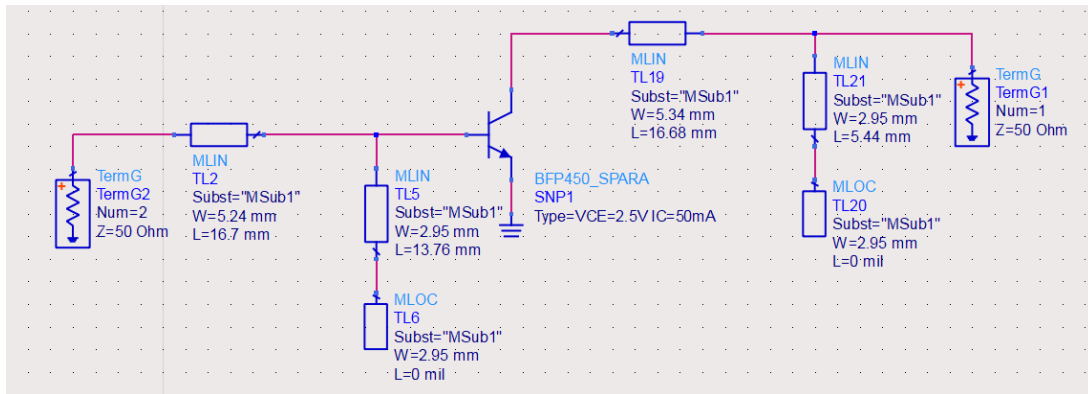 MLIN
TL19
Subst="MSub1"
W=5.34 mm
L=16.68 mm
MLIN
TL21
Subst="MSub1"
W=2.95 mm
L=5.44 mm
TermG
TermG1
Num=1
Z=50 Ohm
TermG
TermG2
Num=2
Z=50 Ohm
MLIN
TL2
Subst="MSub1"
W=5.24 mm
L=16.7 mm
MLIN
TL5
Subst="MSub1"
W=2.95 mm
L=13.76 mm
BFP450_SPARA
SNP1
Type=VCE=2.5V IC=50mA
MLOC
TL20
Subst="MSub1"
W=2.95 mm
L=0 mil
MLOC
TL6
Subst="MSub1"
W=2.95 mm
L=0 mil